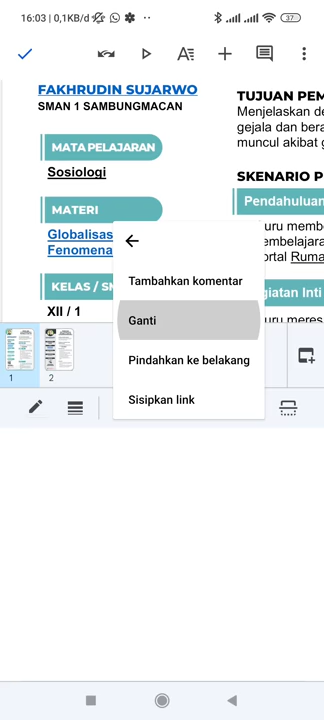 16:03 | 0,1KB/d
37
FAKHRUDIN SUJARWO
SMAN 1 SAMBUNGMACAN
MATA PELAJARAN
Sosiologi
MATERI
Globalisas
Fenomena
KELAS / SM
XII / 1
TUJUAN PEM
Menjelaskan de
gejala dan bera
muncul akibat g
SKENARIO P
Pendahuluan
uru membe
embelajara
ortal Ruma
giatan Inti
uru meres
Tambahkan komentar
Ganti
Pindahkan ke belakang
Sisipkan link
1
2